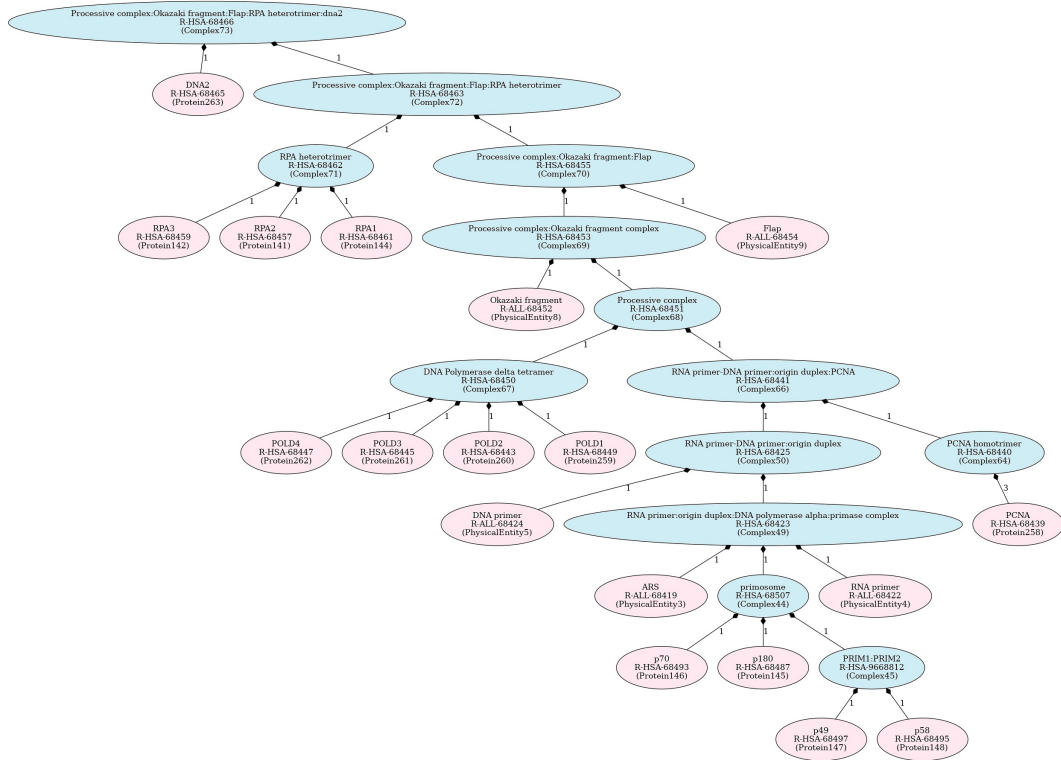 Processive complex:Okazaki fragment:Flap:RPA heterotrimer:dna2
R-HSA-68466
(Complex73)
1
1
DNA2
R-HSA-68465
(Protein263)
Processive complex:Okazaki fragment:Flap:RPA heterotrimer
R-HSA-68463
(Complex72)
1
1
RPA heterotrimer
R-HSA-68462
(Complex71)
Processive complex:Okazaki fragment:Flap
R-HSA-68455
(Complex70)
1
1
1
1
1
RPA3
R-HSA-68459
(Protein142)
RPA2
R-HSA-68457
(Protein141)
RPA1
R-HSA-68461
(Protein144)
Processive complex:Okazaki fragment complex
R-HSA-68453
(Complex69)
Flap
R-ALL-68454
(PhysicalEntity9)
1
1
Okazaki fragment
R-ALL-68452
(PhysicalEntity8)
Processive complex
R-HSA-68451
(Complex68)
1
1
DNA Polymerase delta tetramer
R-HSA-68450
(Complex67)
RNA primer-DNA primer:origin duplex:PCNA
R-HSA-68441
(Complex66)
1
1
1
1
1
1
POLD4
R-HSA-68447
(Protein262)
POLD3
R-HSA-68445
(Protein261)
POLD2
R-HSA-68443
(Protein260)
POLD1
R-HSA-68449
(Protein259)
RNA primer-DNA primer:origin duplex
R-HSA-68425
(Complex50)
PCNA homotrimer
R-HSA-68440
(Complex64)
1
1
3
DNA primer
R-ALL-68424
(PhysicalEntity5)
RNA primer:origin duplex:DNA polymerase alpha:primase complex
R-HSA-68423
(Complex49)
PCNA
R-HSA-68439
(Protein258)
1
1
1
ARS
R-ALL-68419
(PhysicalEntity3)
primosome
R-HSA-68507
(Complex44)
RNA primer
R-ALL-68422
(PhysicalEntity4)
1
1
1
p70
R-HSA-68493
(Protein146)
p180
R-HSA-68487
(Protein145)
PRIM1:PRIM2
R-HSA-9668812
(Complex45)
1
1
p49
R-HSA-68497
(Protein147)
p58
R-HSA-68495
(Protein148)